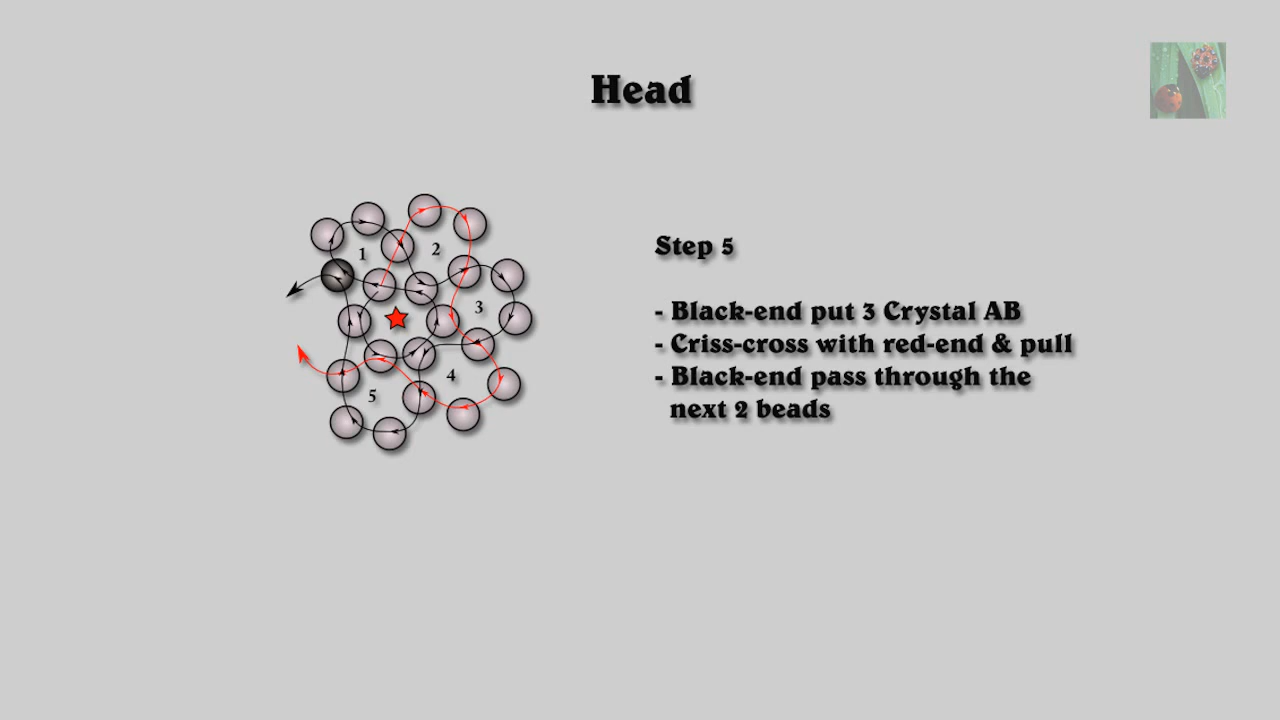 Head
1
2
3
4
5
Step 5
- Black-end put 3 Crystal AB
- Criss-cross with red-end & pull
- Black-end pass through the
next 2 beads